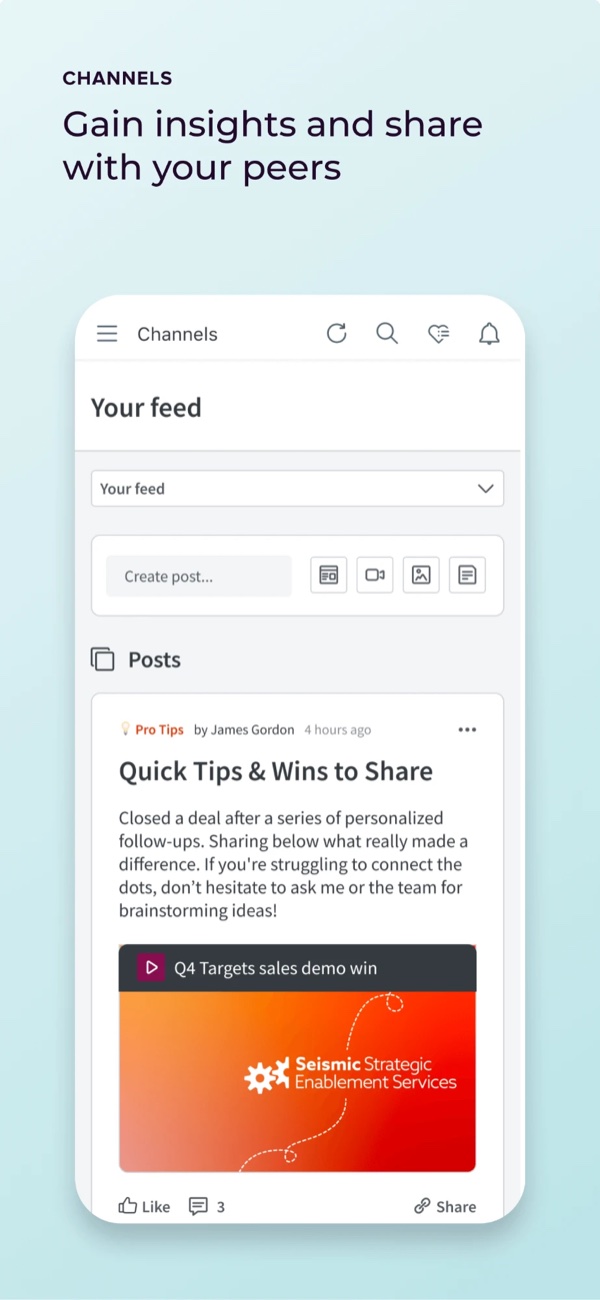 CHANNELS
Gain insights and share
with your peers
Channels
Your feed
Your feed
Create post...
Posts
Pro Tips by James Gordon 4 hours ago
Quick Tips & Wins to Share
Closed a deal after a series of personalized
follow-ups. Sharing below what really made a
difference. If you're struggling to connect the
dots, don’t hesitate to ask me or the team for
brainstorming ideas!
Q4 Targets sales demo win
Seismic Strategic
Enablement Services
Like 3 Share